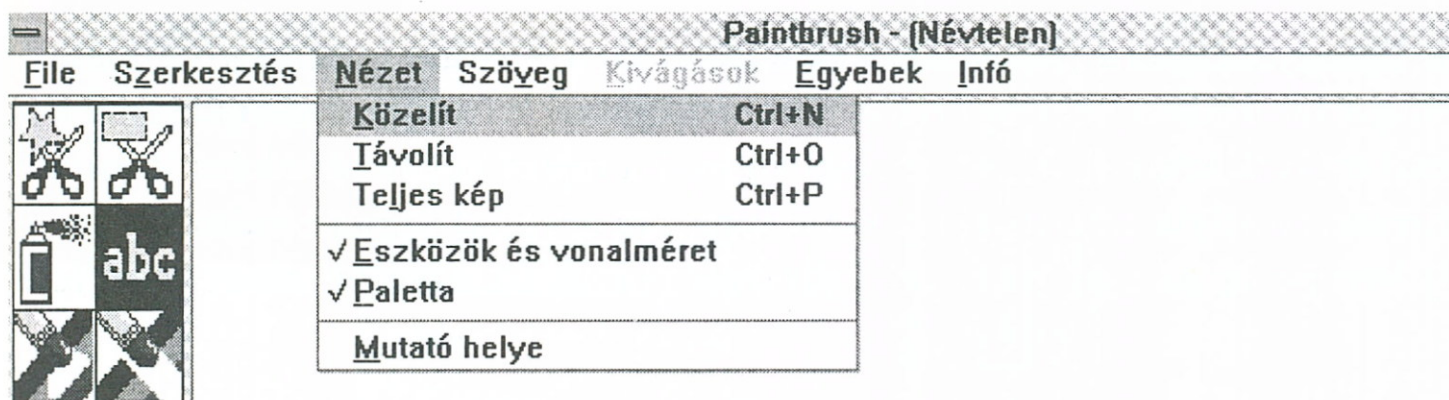 Paintbrush - (Névtelen)
File Szerkesztés Nézet Szöveg Kivágások Egyebek Infó
Közelít Ctrl+N
Távolít Ctrl+O
Teljes kép Ctrl+P
abc
√ Eszközök és vonalméret
√ Paletta
Mutató helye